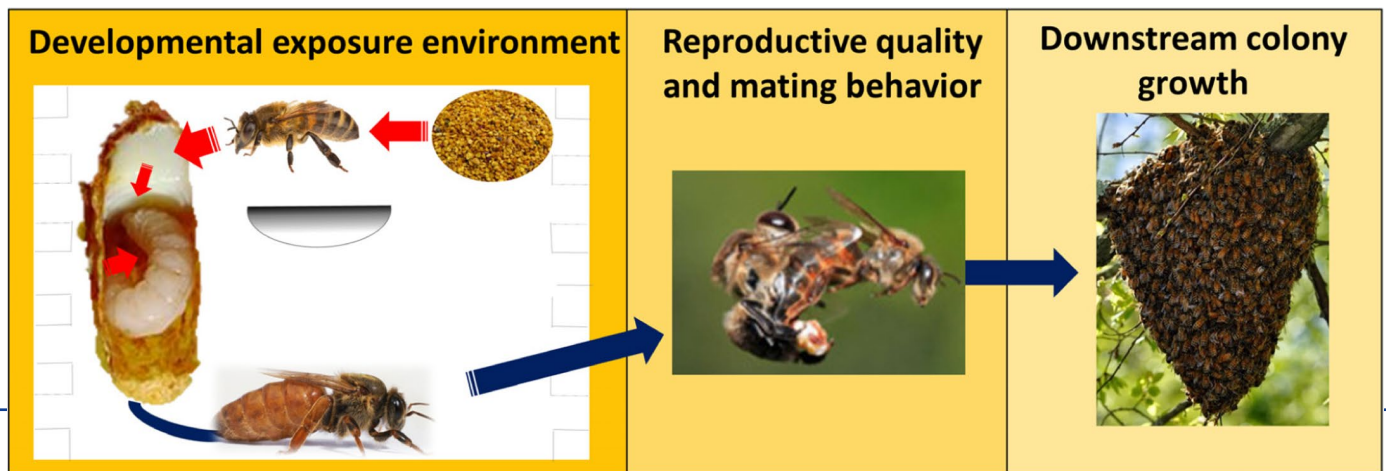 Developmental exposure environment
Reproductive quality
and mating behavior
Downstream colony
growth